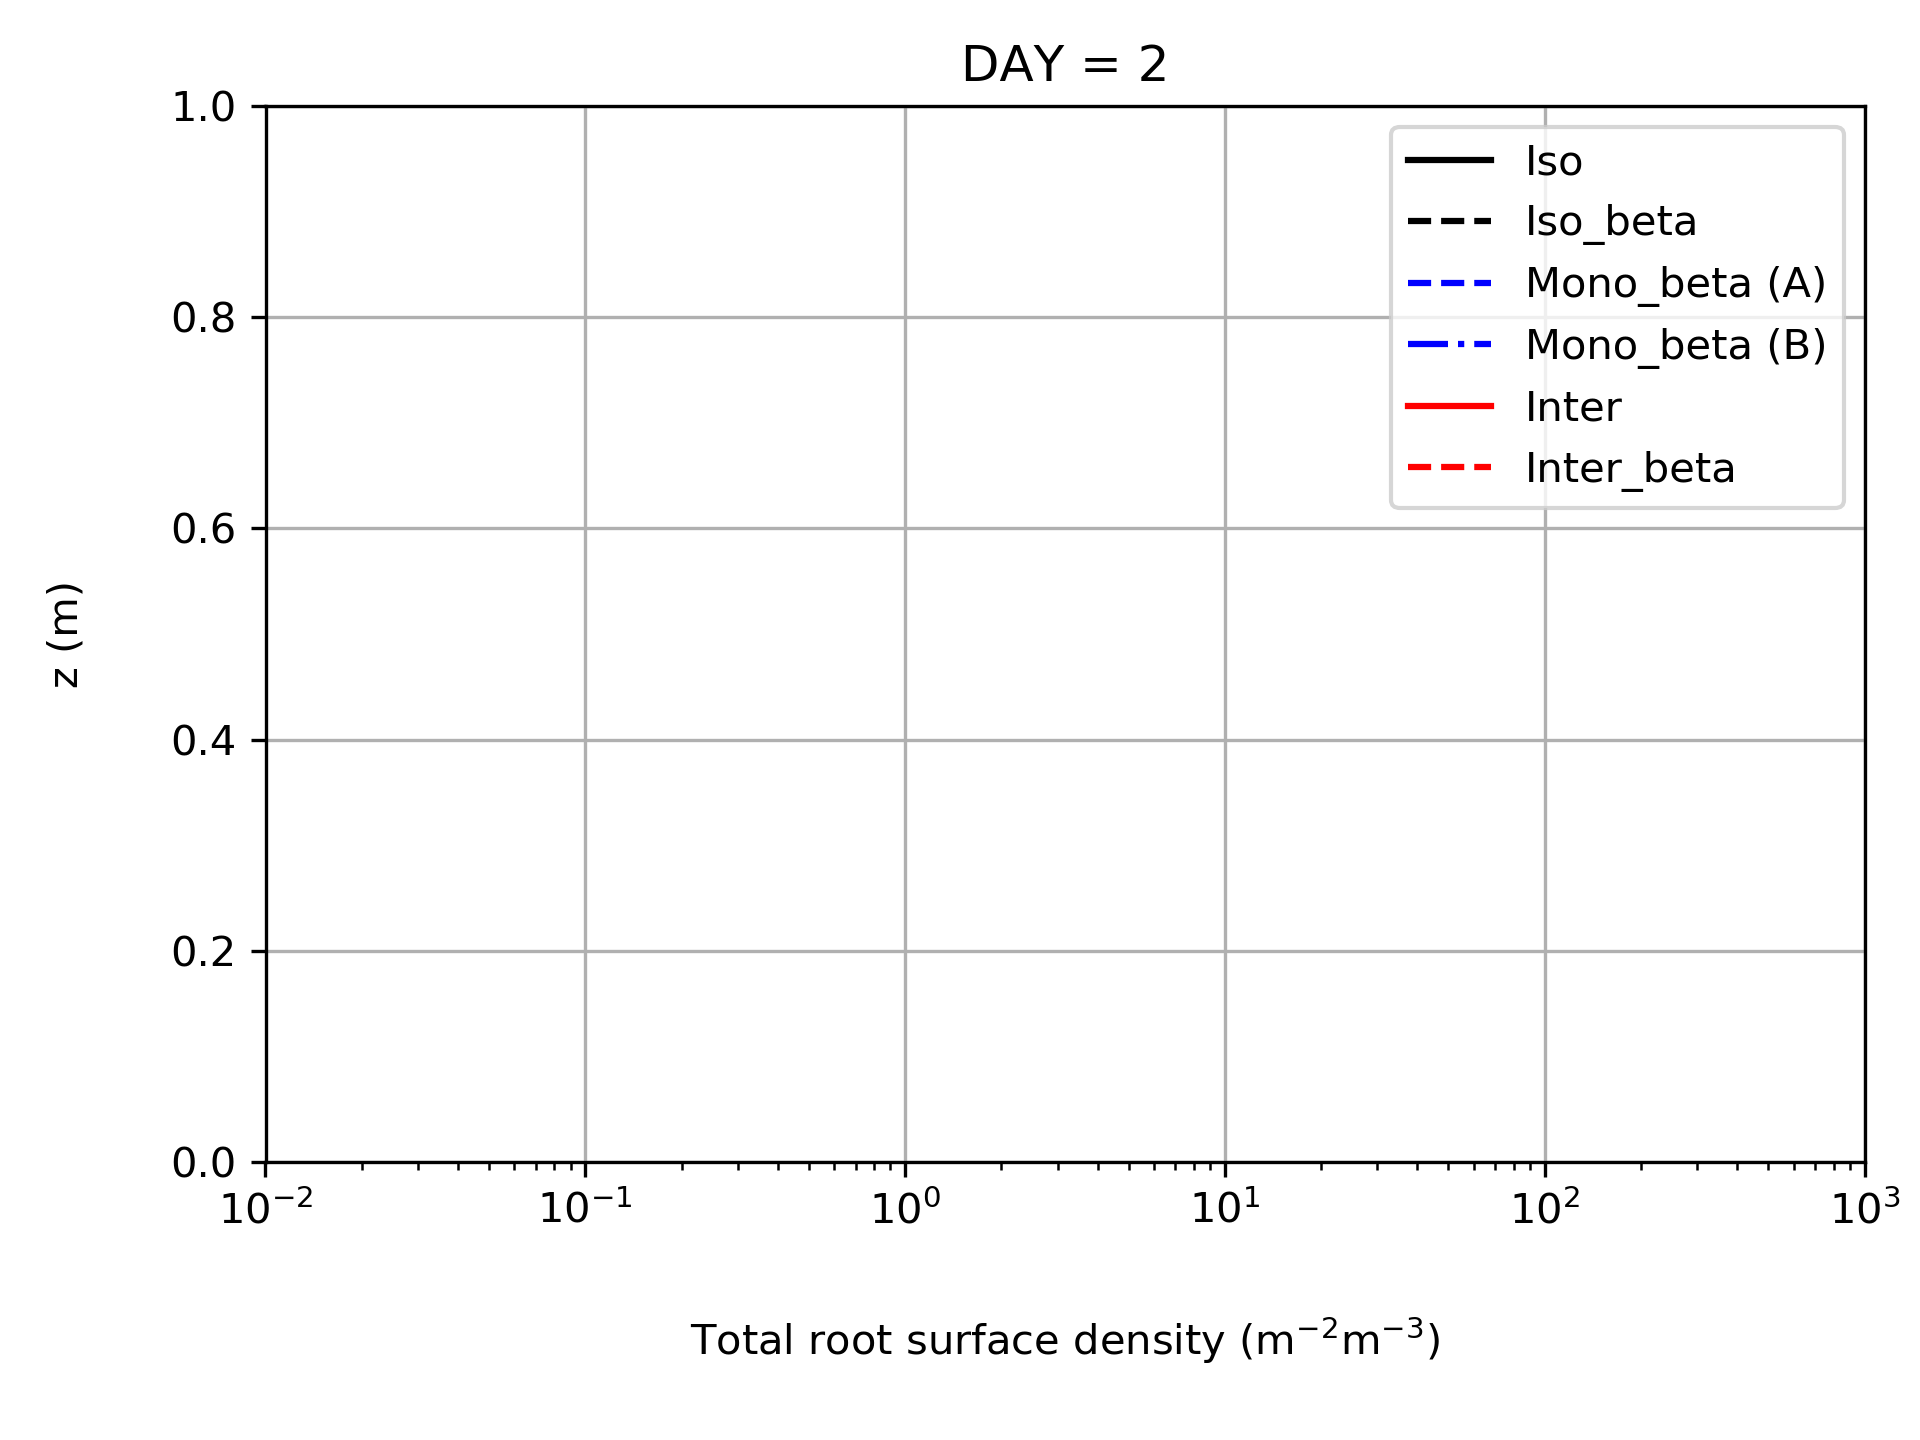 DAY = 2
1.0
0.8
0.6
0.4
0.2
0.0
z (m)
Iso
Iso_beta
Mono_beta (A)
Mono_beta (B)
Inter
Inter_beta
10⁻² 10⁻¹ 10⁰ 10¹ 10² 10³
Total root surface density (m⁻²m⁻³)